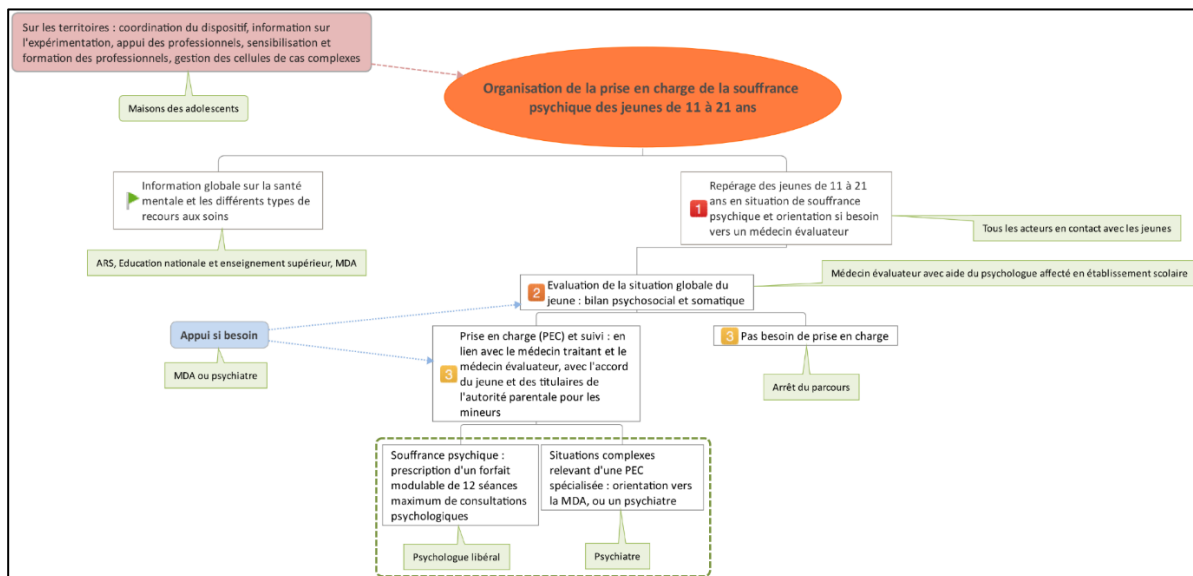 Sur les territoires : coordination du dispositif, information sur
l'expérimentation, appui des professionnels, sensibilisation et
formation des professionnels, gestion des cellules de cas complexes
Maisons des adolescents
Organisation de la prise en charge de la souffrance
psychique des jeunes de 11 à 21 ans
Information globale sur la santé
mentale et les différents types de
recours aux soins
ARS, Education nationale et enseignement supérieur, MDA
1
Repérage des jeunes de 11 à 21
ans en situation de souffrance
psychique et orientation si besoin
vers un médecin évaluateur
Tous les acteurs en contact avec les jeunes
2
Evaluation de la situation globale du
jeune : bilan psychosocial et somatique
Médecin évaluateur avec aide du psychologue affecté en établissement scolaire
Appui si besoin
MDA ou psychiatre
3
Prise en charge (PEC) et suivi : en
lien avec le médecin traitant et le
médecin évaluateur, avec l'accord
du jeune et des titulaires de
l'autorité parentale pour les
mineurs
3
Pas besoin de prise en charge
Arrêt du parcours
Souffrance psychique :
prescription d'un forfait
modulable de 12 séances
maximum de consultations
psychologiques
Psychologue libéral
Situations complexes
relevant d'une PEC
spécialisée : orientation vers
la MDA, ou un psychiatre
Psychiatre